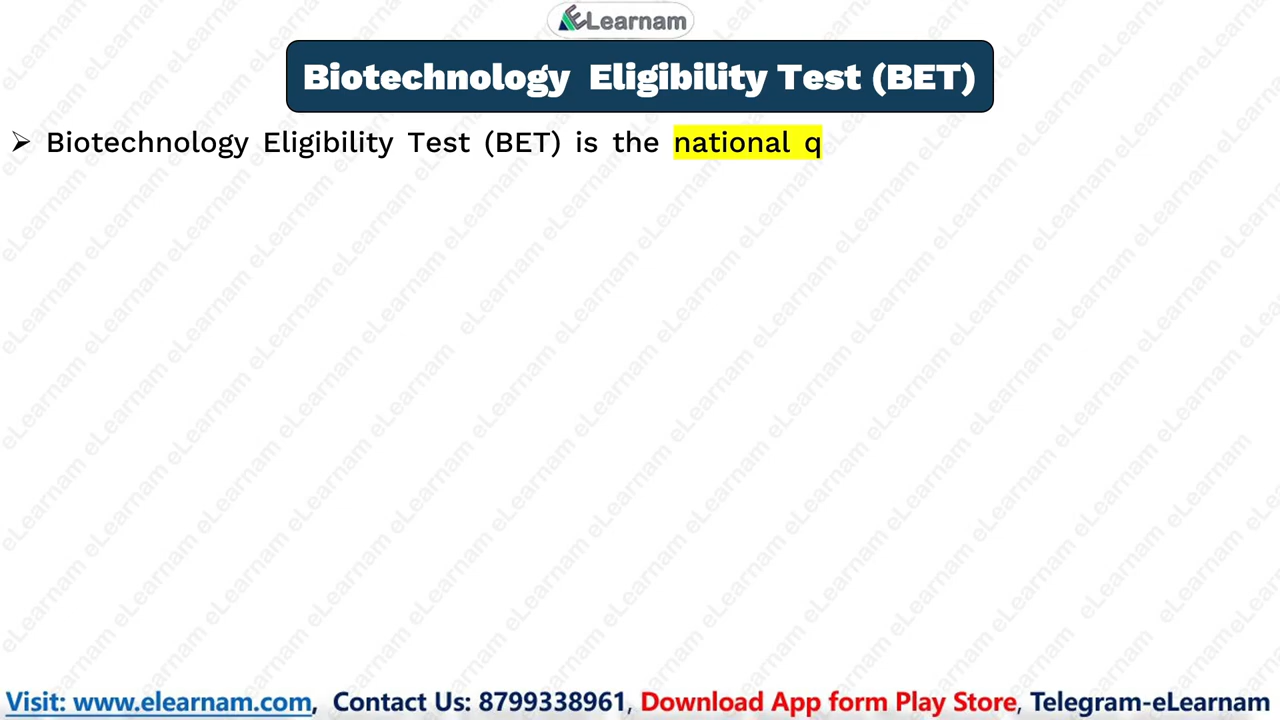 ELearnam
Biotechnology Eligibility Test (BET)
➢ Biotechnology Eligibility Test (BET) is the national q
Visit: www.elearnam.com, Contact Us: 8799338961, Download App form Play Store, Telegram-eLearnam